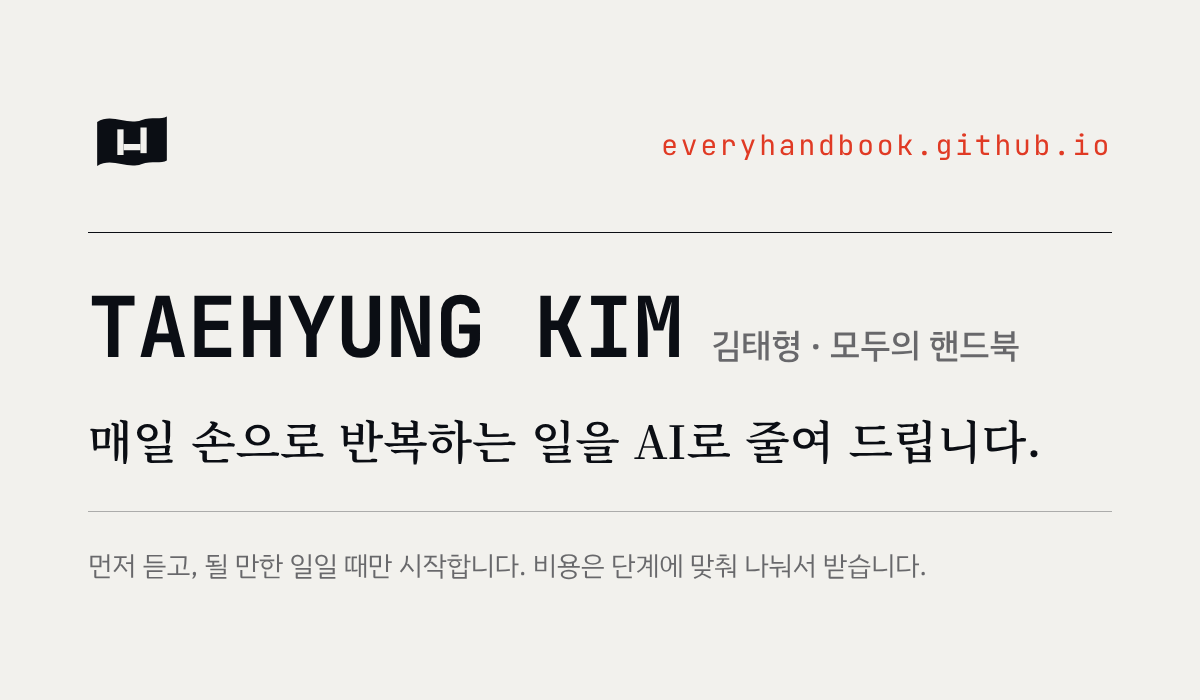 H
everyhandbook.github.io
TAEHYUNG KIM 김태형 · 모두의 핸드북
매일 손으로 반복하는 일을 AI로 줄여 드립니다.
먼저 듣고, 될 만한 일일 때만 시작합니다. 비용은 단계에 맞춰 나눠서 받습니다.